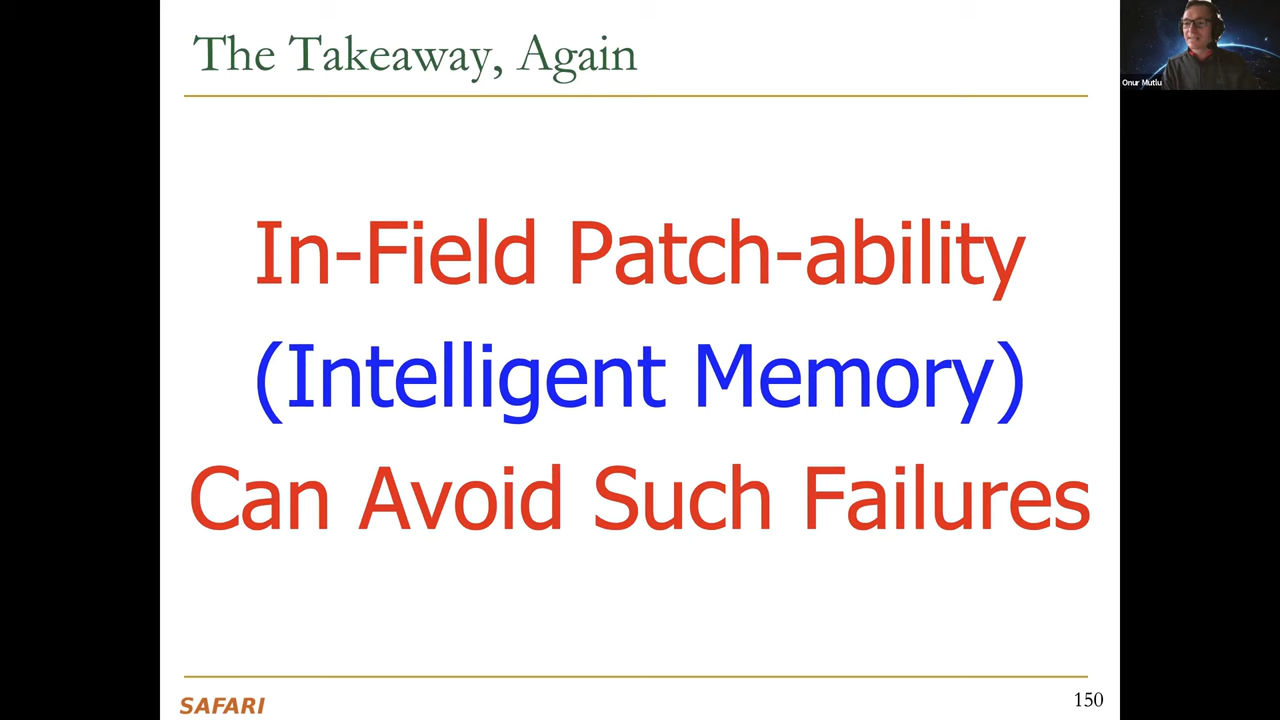 The Takeaway, Again
Onur Mutlu
In-Field Patch-ability
(Intelligent Memory)
Can Avoid Such Failures
SAFARI
150